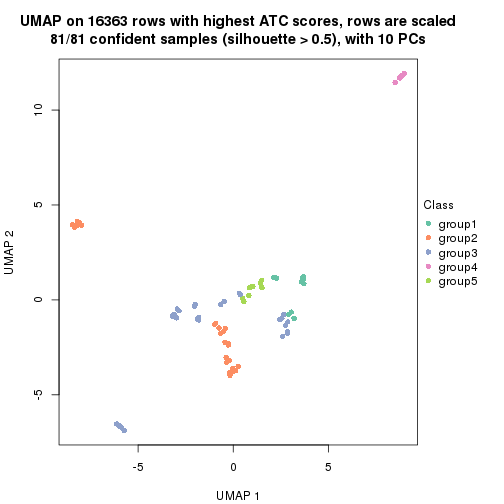 UMAP on 16363 rows with highest ATC scores, rows are scaled
81/81 confident samples (silhouette > 0.5), with 10 PCs
10
5
0
-5
UMAP 2
-5
0
5
UMAP 1
Class
group1
group2
group3
group4
group5